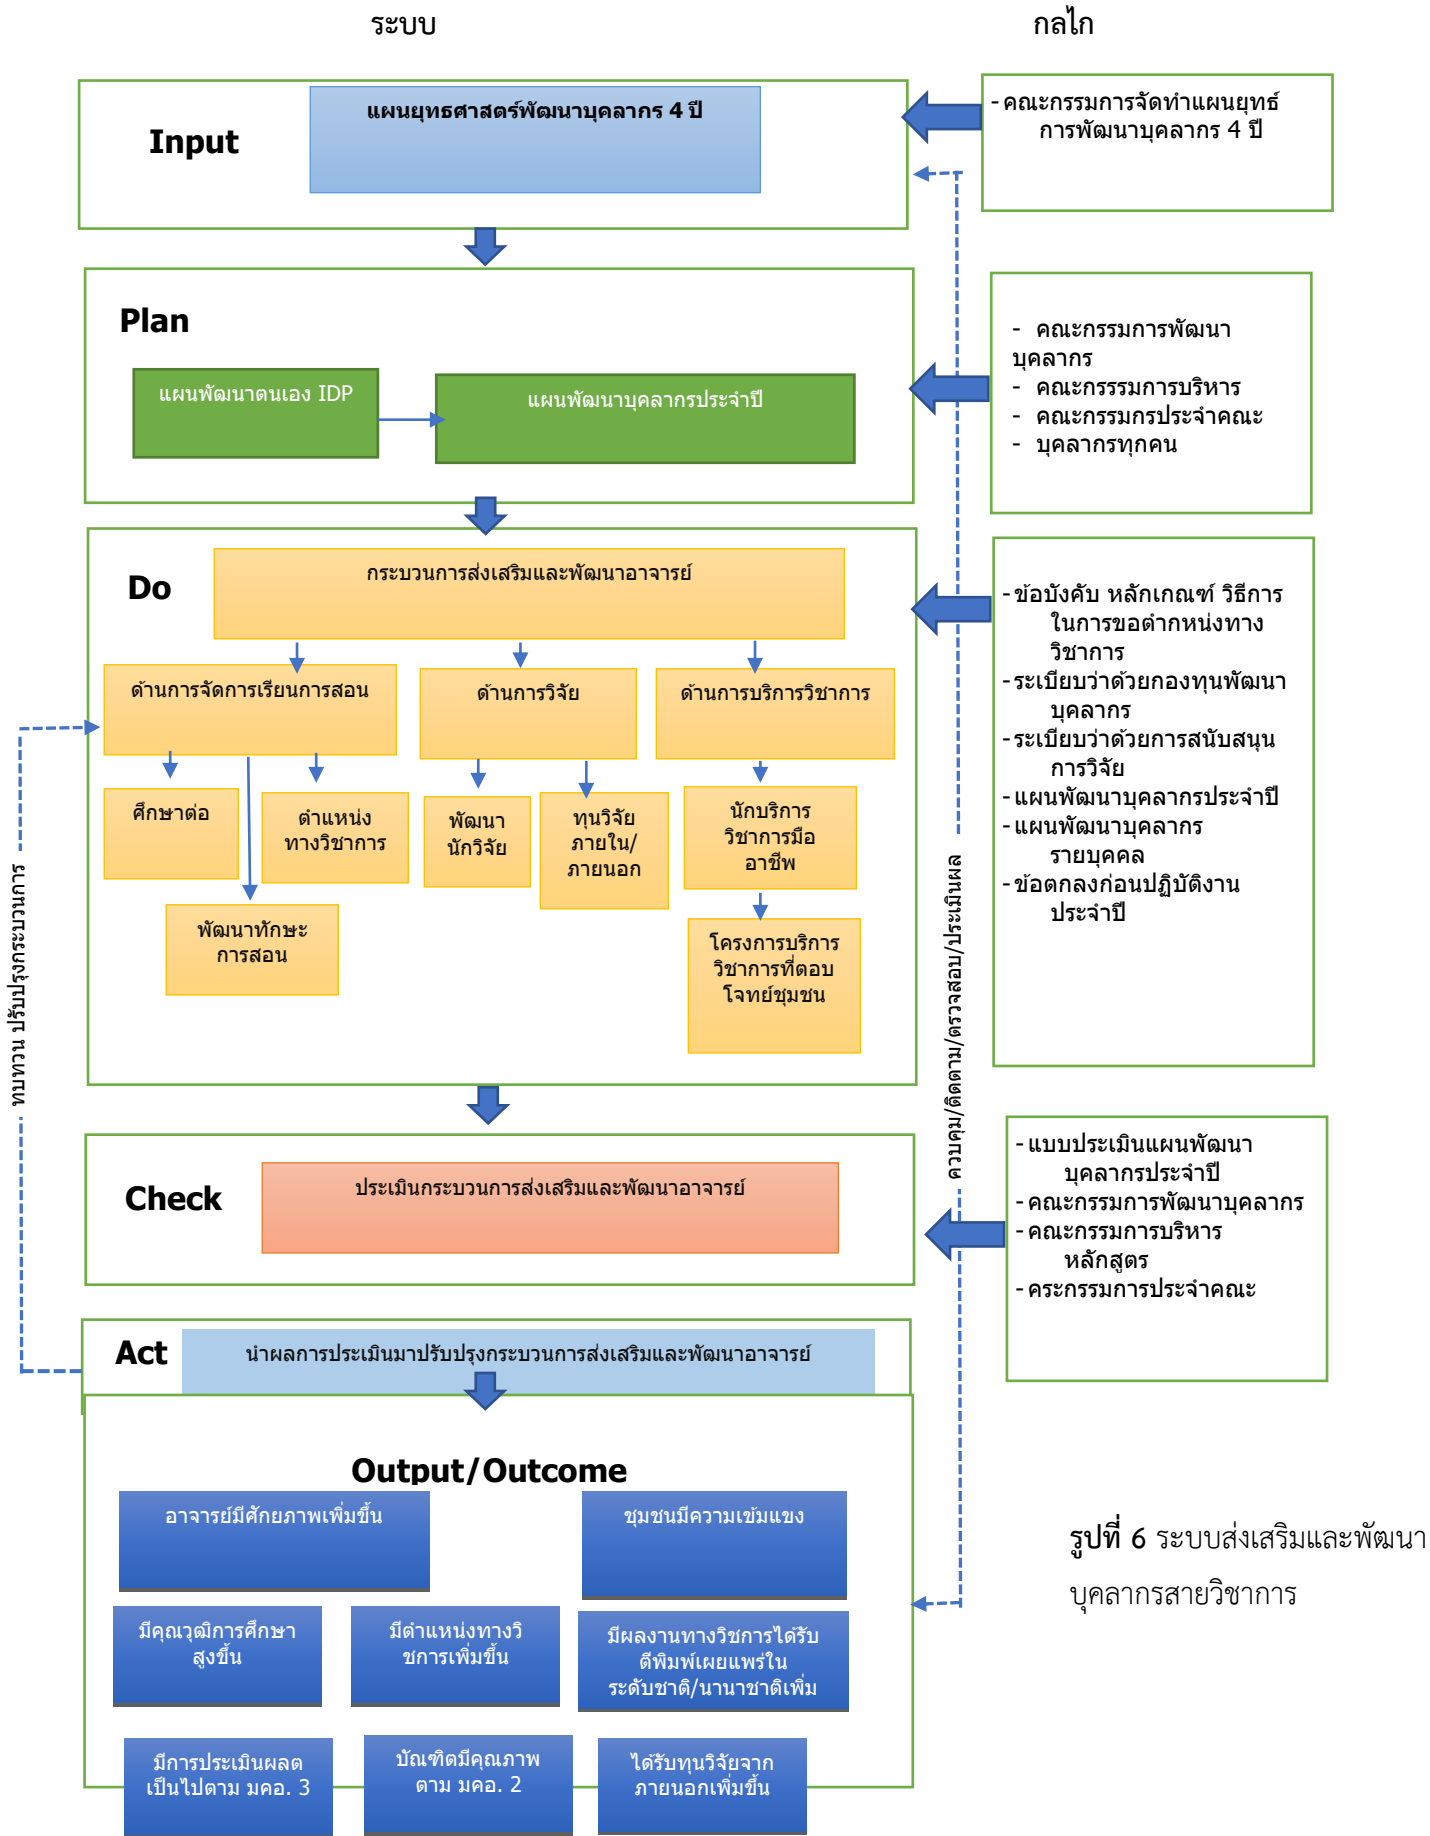 ระบบ
กลไก
Input
แผนยุทธศาสตร์พัฒนาบุคลากร 4 ปี
-คณะกรรมการจัดทำแผนยุทธ์
การพัฒนาบุคลากร 4 ปี
Plan
แผนพัฒนาตนเอง IDP
แผนพัฒนาบุคลากรประจำปี
- คณะกรรมการพัฒนา
บุคลากร
- คณะกรรรมการบริหาร
- คณะกรรมกรประจำคณะ
- บุคลากรทุกคน
Do
กระบวนการส่งเสริมและพัฒนาอาจารย์
ด้านการจัดการเรียนการสอน
ด้านการวิจัย
ด้านการบริการวิชาการ
ศึกษาต่อ
ตำแหน่ง
ทางวิชาการ
พัฒนา
นักวิจัย
ทุนวิจัย
ภายใน/
ภายนอก
นักบริการ
วิชาการมือ
อาชีพ
พัฒนาทักษะ
การสอน
โครงการบริการ
วิชาการที่ตอบ
โจทย์ชุมชน
-ข้อบังคับ หลักเกณฑ์ วิธีการ
ในการขอตำกหน่งทาง
วิชาการ
-ระเบียบว่าด้วยกองทุนพัฒนา
บุคลากร
-ระเบียบว่าด้วยการสนับสนุน
การวิจัย
-แผนพัฒนาบุคลากรประจำปี
-แผนพัฒนาบุคลากร
รายบุคคล
-ข้อตกลงก่อนปฏิบัติงาน
ประจำปี
ทบทวน ปรับปรุงกระบวนการ
ควบคุม/ติดตาม/ตรวจสอบ/ประเมินผล
Check
ประเมินกระบวนการส่งเสริมและพัฒนาอาจารย์
-แบบประเมินแผนพัฒนา
บุคลากรประจำปี
-คณะกรรมการพัฒนาบุคลากร
-คณะกรรมการบริหาร
หลักสูตร
-คระกรรมการประจำคณะ
Act
นำผลการประเมินมาปรับปรุงกระบวนการส่งเสริมและพัฒนาอาจารย์
Output/Outcome
อาจารย์มีศักยภาพเพิ่มขึ้น
ชุมชนมีความเข้มแขง
มีคุณวุฒิการศึกษา
สูงขึ้น
มีตำแหน่งทางวิ
ชการเพิ่มขึ้น
มีผลงานทางวิชการได้รับ
ตีพิมพ์เผยแพร่ใน
ระดับชาติ/นานาชาติเพิ่ม
มีการประเมินผลต
เป็นไปตาม มคอ. 3
บัณฑิตมีคุณภาพ
ตาม มคอ. 2
ได้รับทุนวิจัยจาก
ภายนอกเพิ่มขึ้น
รูปที่ 6 ระบบส่งเสริมและพัฒนา
บุคลากรสายวิชาการ